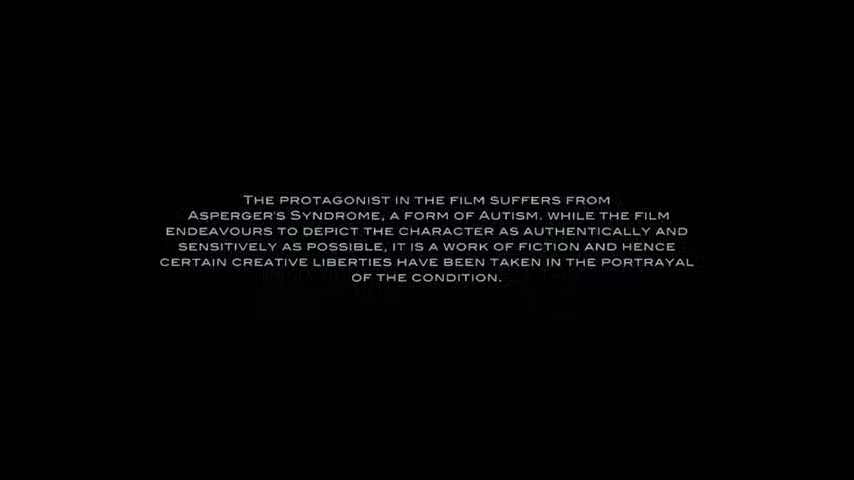 The protagonist in the film suffers from
Asperger's Syndrome, a form of Autism. While the film
endeavours to depict the character as authentically and
sensitively as possible, it is a work of fiction and hence
certain creative liberties have been taken in the portrayal
of the condition.